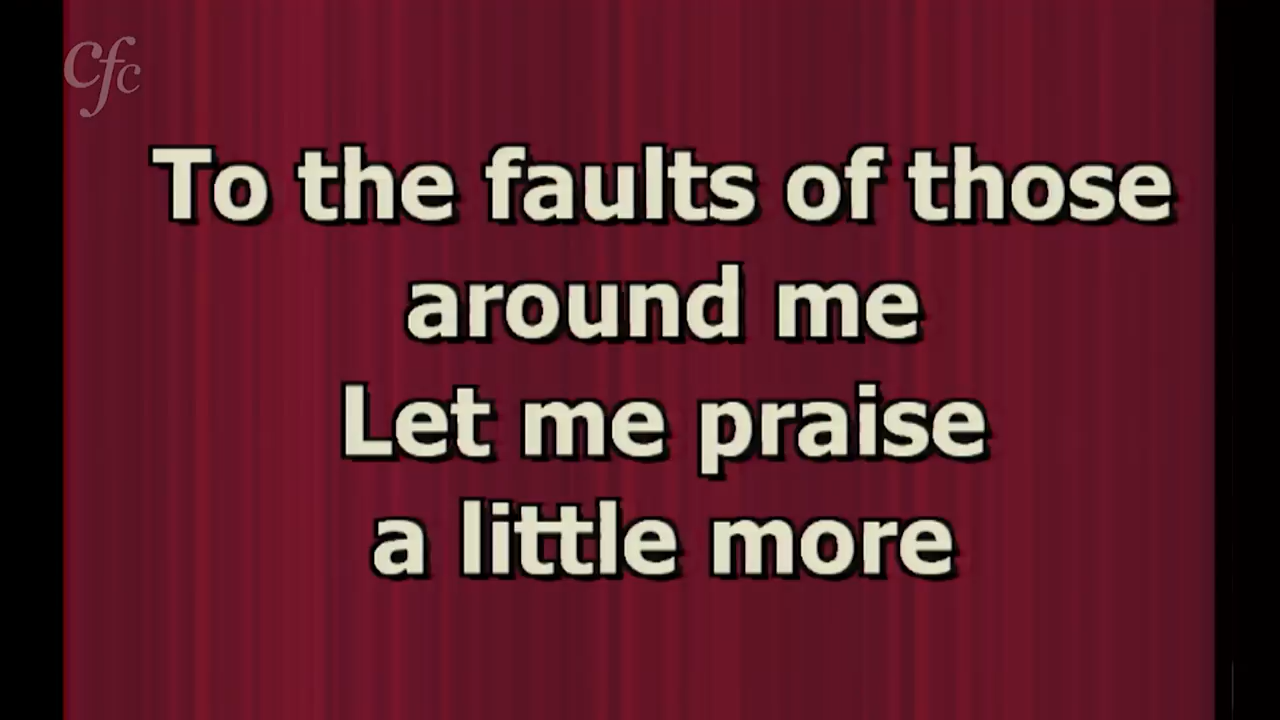 cfc
To the faults of those
around me
Let me praise
a little more